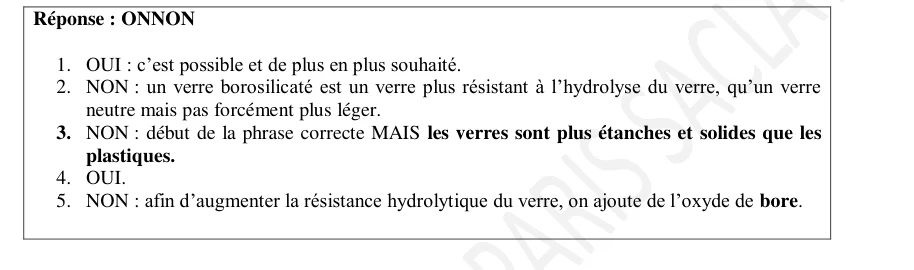 Réponse : ONNON
1. OUI : c’est possible et de plus en plus souhaité.
2. NON : un verre borosilicaté est un verre plus résistant à l’hydrolyse du verre, qu’un verre
neutre mais pas forcément plus léger.
3. NON : début de la phrase correcte MAIS les verres sont plus étanches et solides que les
plastiques.
4. OUI.
5. NON : afin d’augmenter la résistance hydrolytique du verre, on ajoute de l’oxyde de bore.
PARIS SACLA